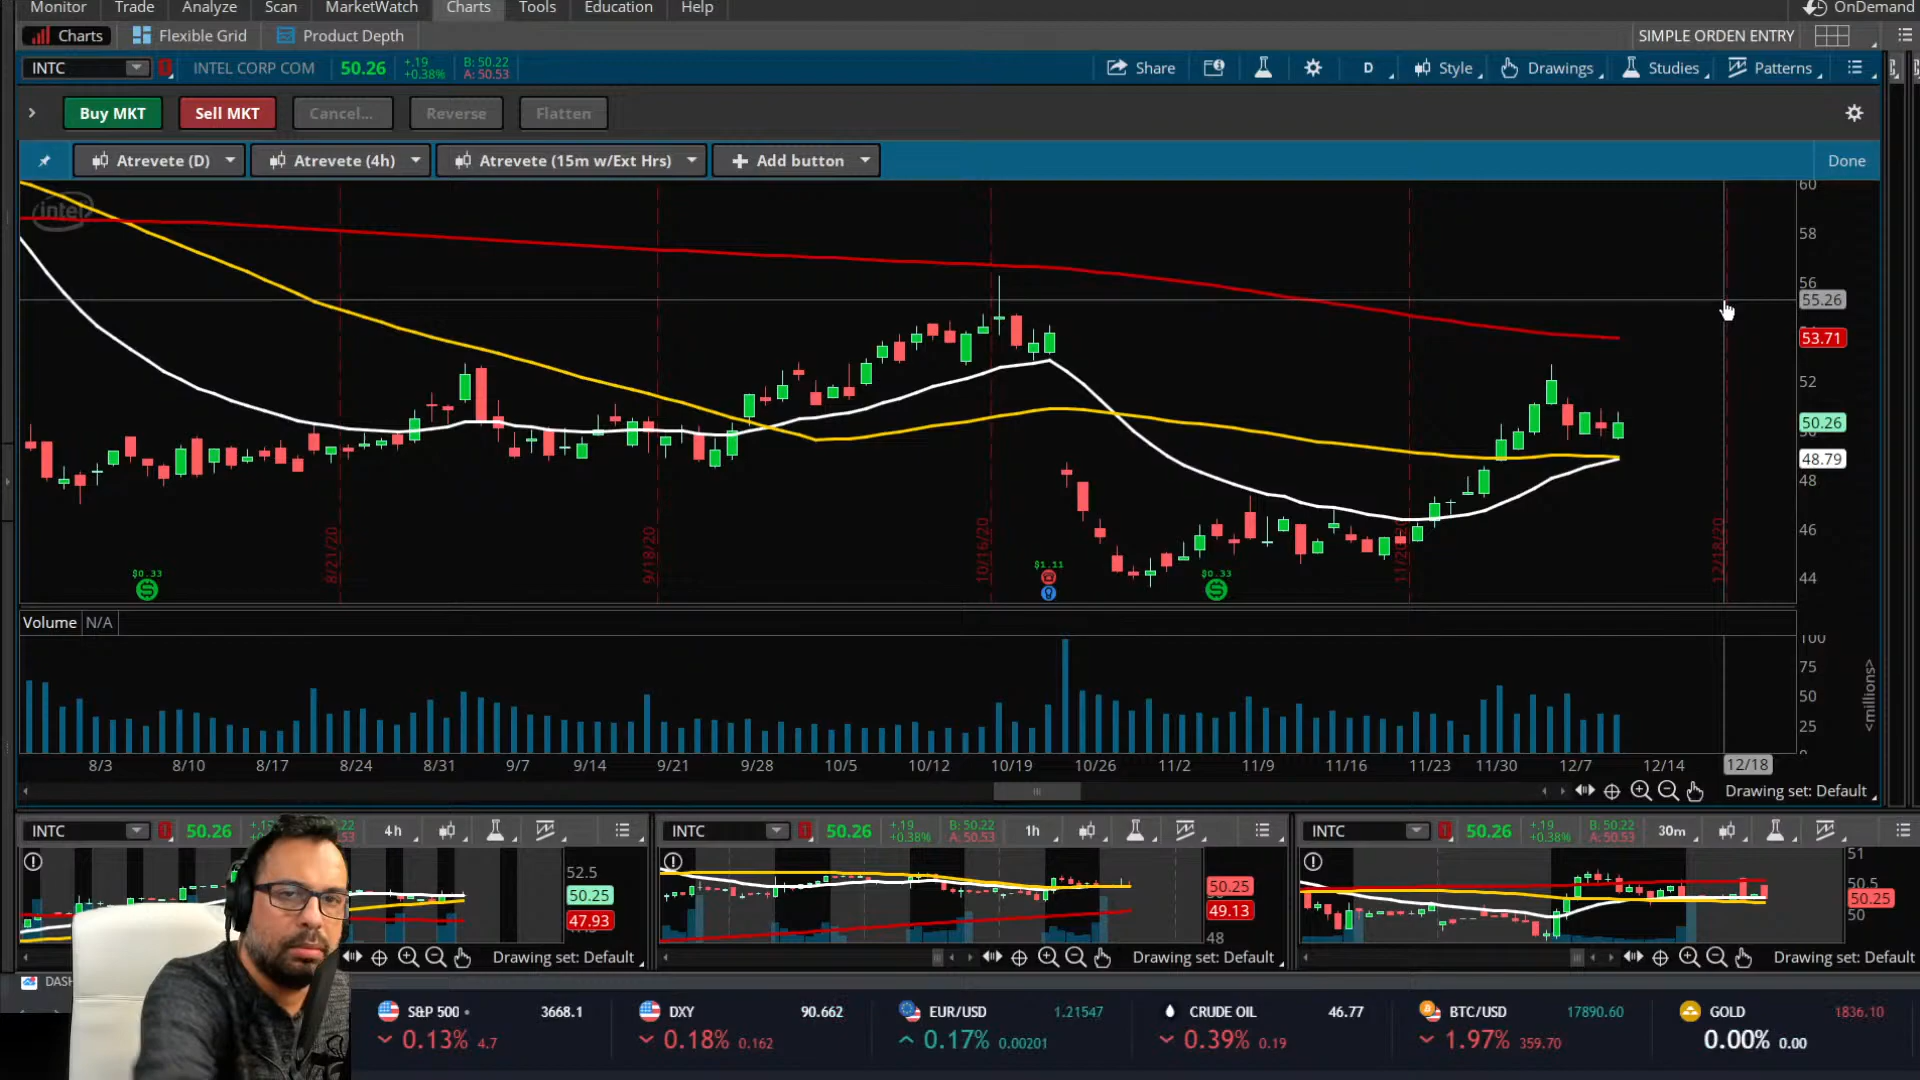 Monitor Trade Analyze Scan MarketWatch Charts Tools Education Help OnDemand
Charts Flexible Grid Product Depth SIMPLE ORDEN ENTRY
INTC INTEL CORP COM 50.26 +.19 +0.38% B: 50.22 A: 50.53 Share D Style Drawings Studies Patterns
Buy MKT Sell MKT Cancel... Reverse Flatten
Atrevete (D) Atrevete (4h) Atrevete (15m w/Ext Hrs) Add button Done
intel
60
58
56
55.26
53.71
52
50.26
48.79
48
46
44
8/21/20 9/18/20 10/16/20 11/20/20 12/18/20
$0.33 $1.11 $0.33
Volume N/A
100
75
50
25
<millions>
8/3 8/10 8/17 8/24 8/31 9/7 9/14 9/21 9/28 10/5 10/12 10/19 10/26 11/2 11/9 11/16 11/23 11/30 12/7 12/14 12/18
Drawing set: Default
INTC 50.26 4h
52.5
50.25
47.93
Drawing set: Default
INTC 50.26 +.19 +0.38% B: 50.22 A: 50.53 1h
50.25
49.13
48
Drawing set: Default
INTC 50.26 +.19 +0.38% B: 50.22 A: 50.53 30m
51
50.5
50.25
50
Drawing set: Default
S&P 500 3668.1 DXY 90.662 EUR/USD 1.21547 CRUDE OIL 46.77 BTC/USD 17890.60 GOLD 1836.10
0.13% 4.7 0.18% 0.162 0.17% 0.00201 0.39% 0.19 1.97% 359.70 0.00% 0.00